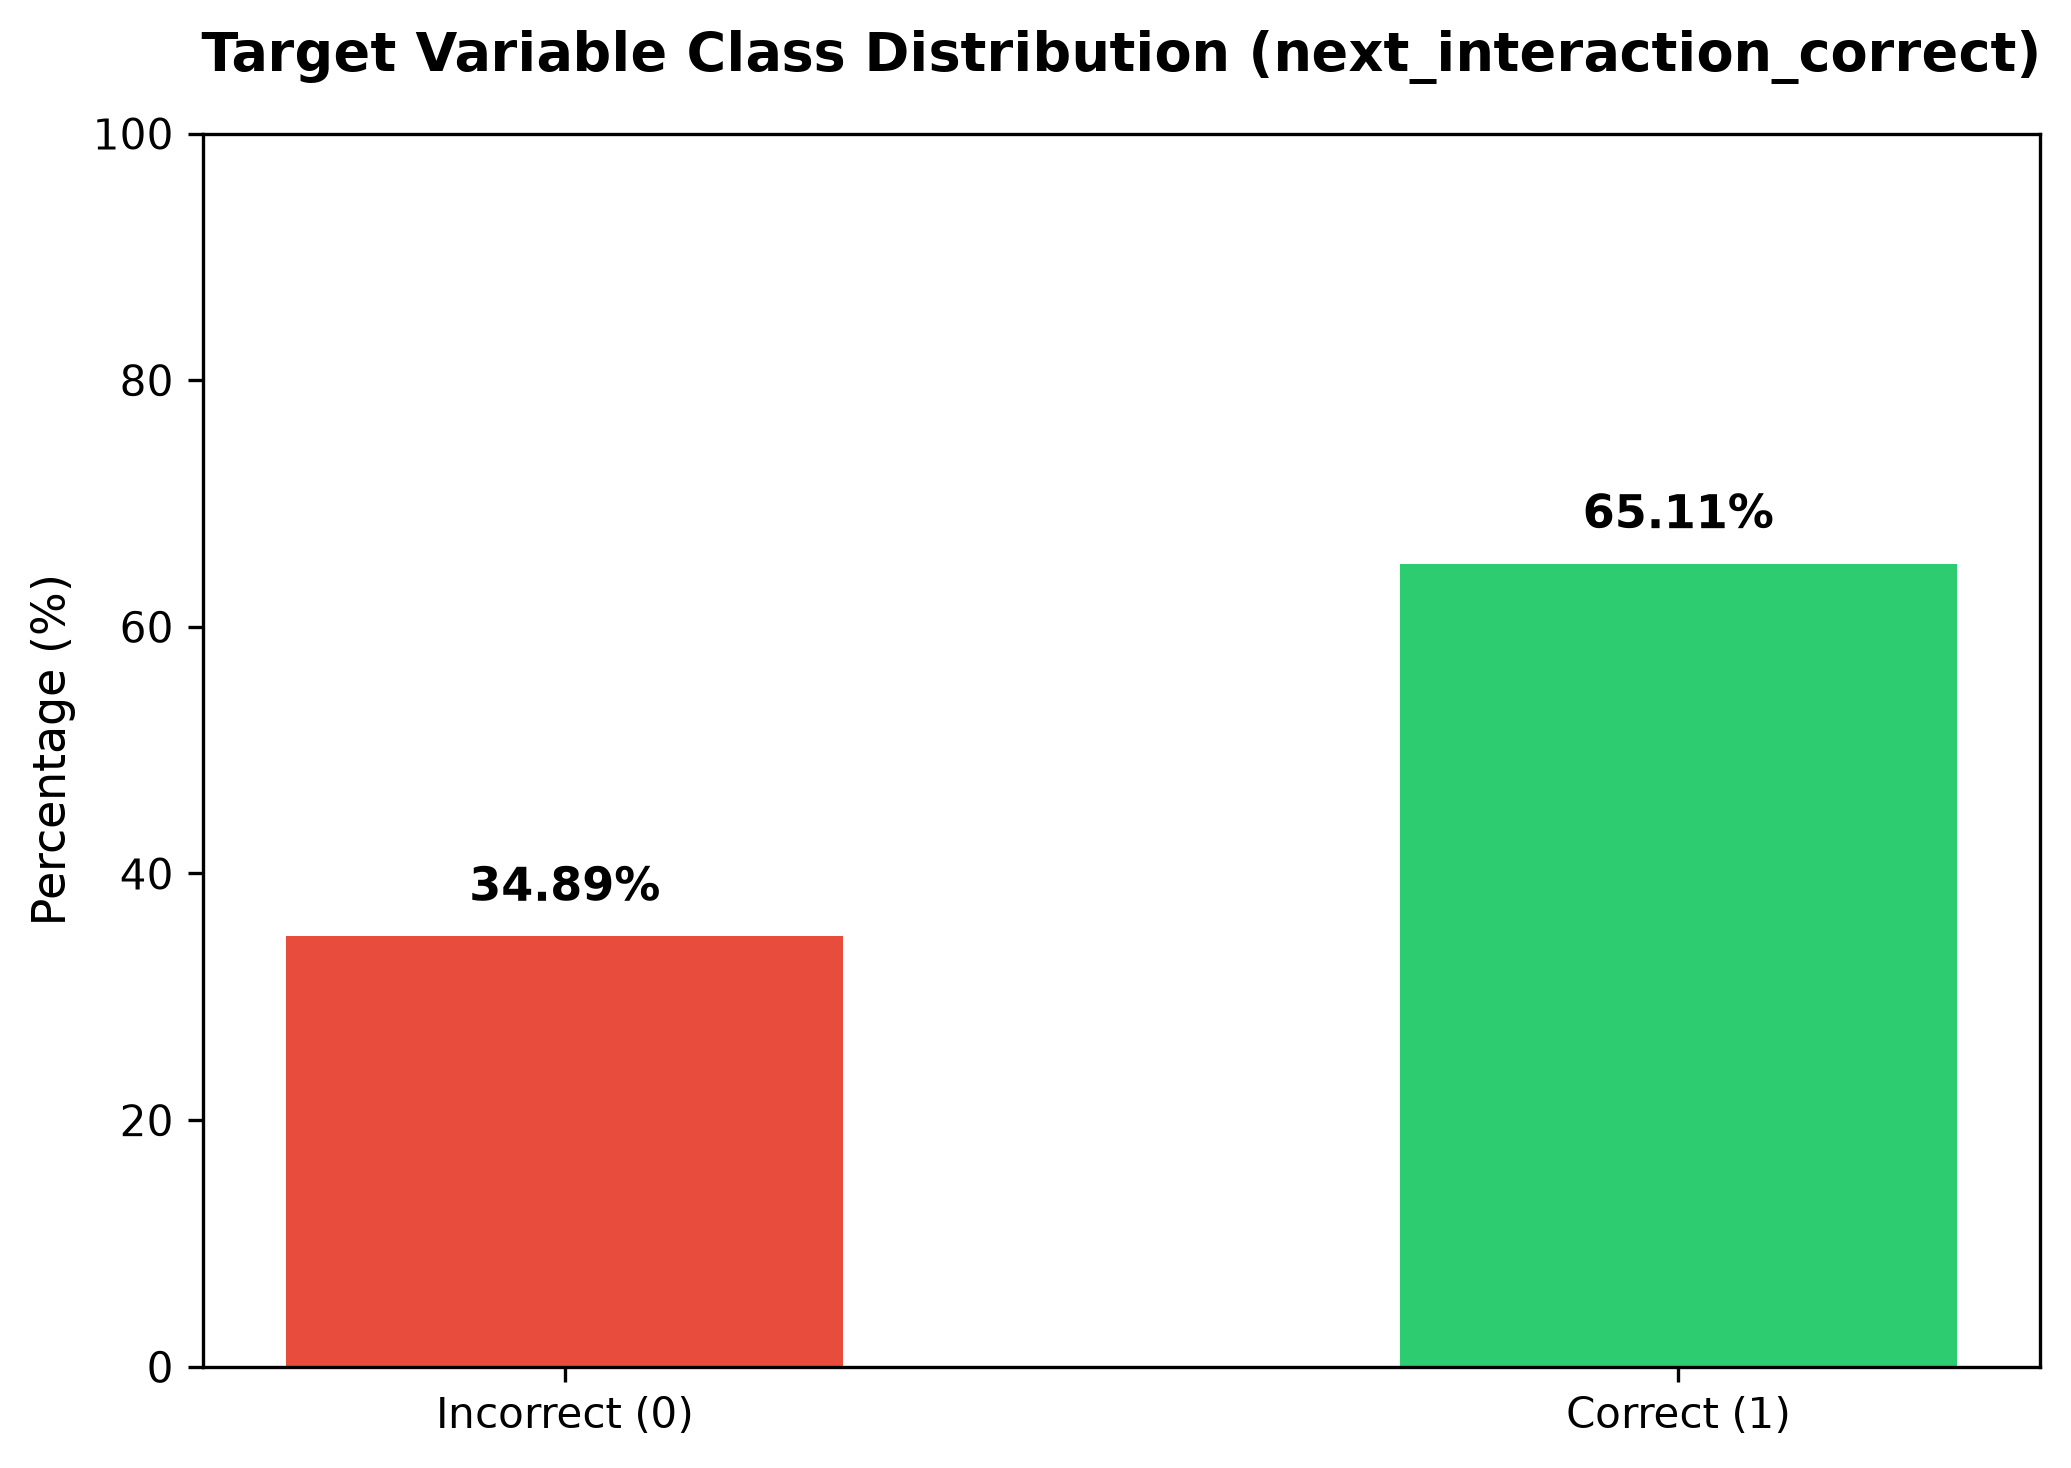 Target Variable Class Distribution (next_interaction_correct)
100
80
60
40
20
0
Percentage (%)
34.89%
65.11%
Incorrect (0)
Correct (1)